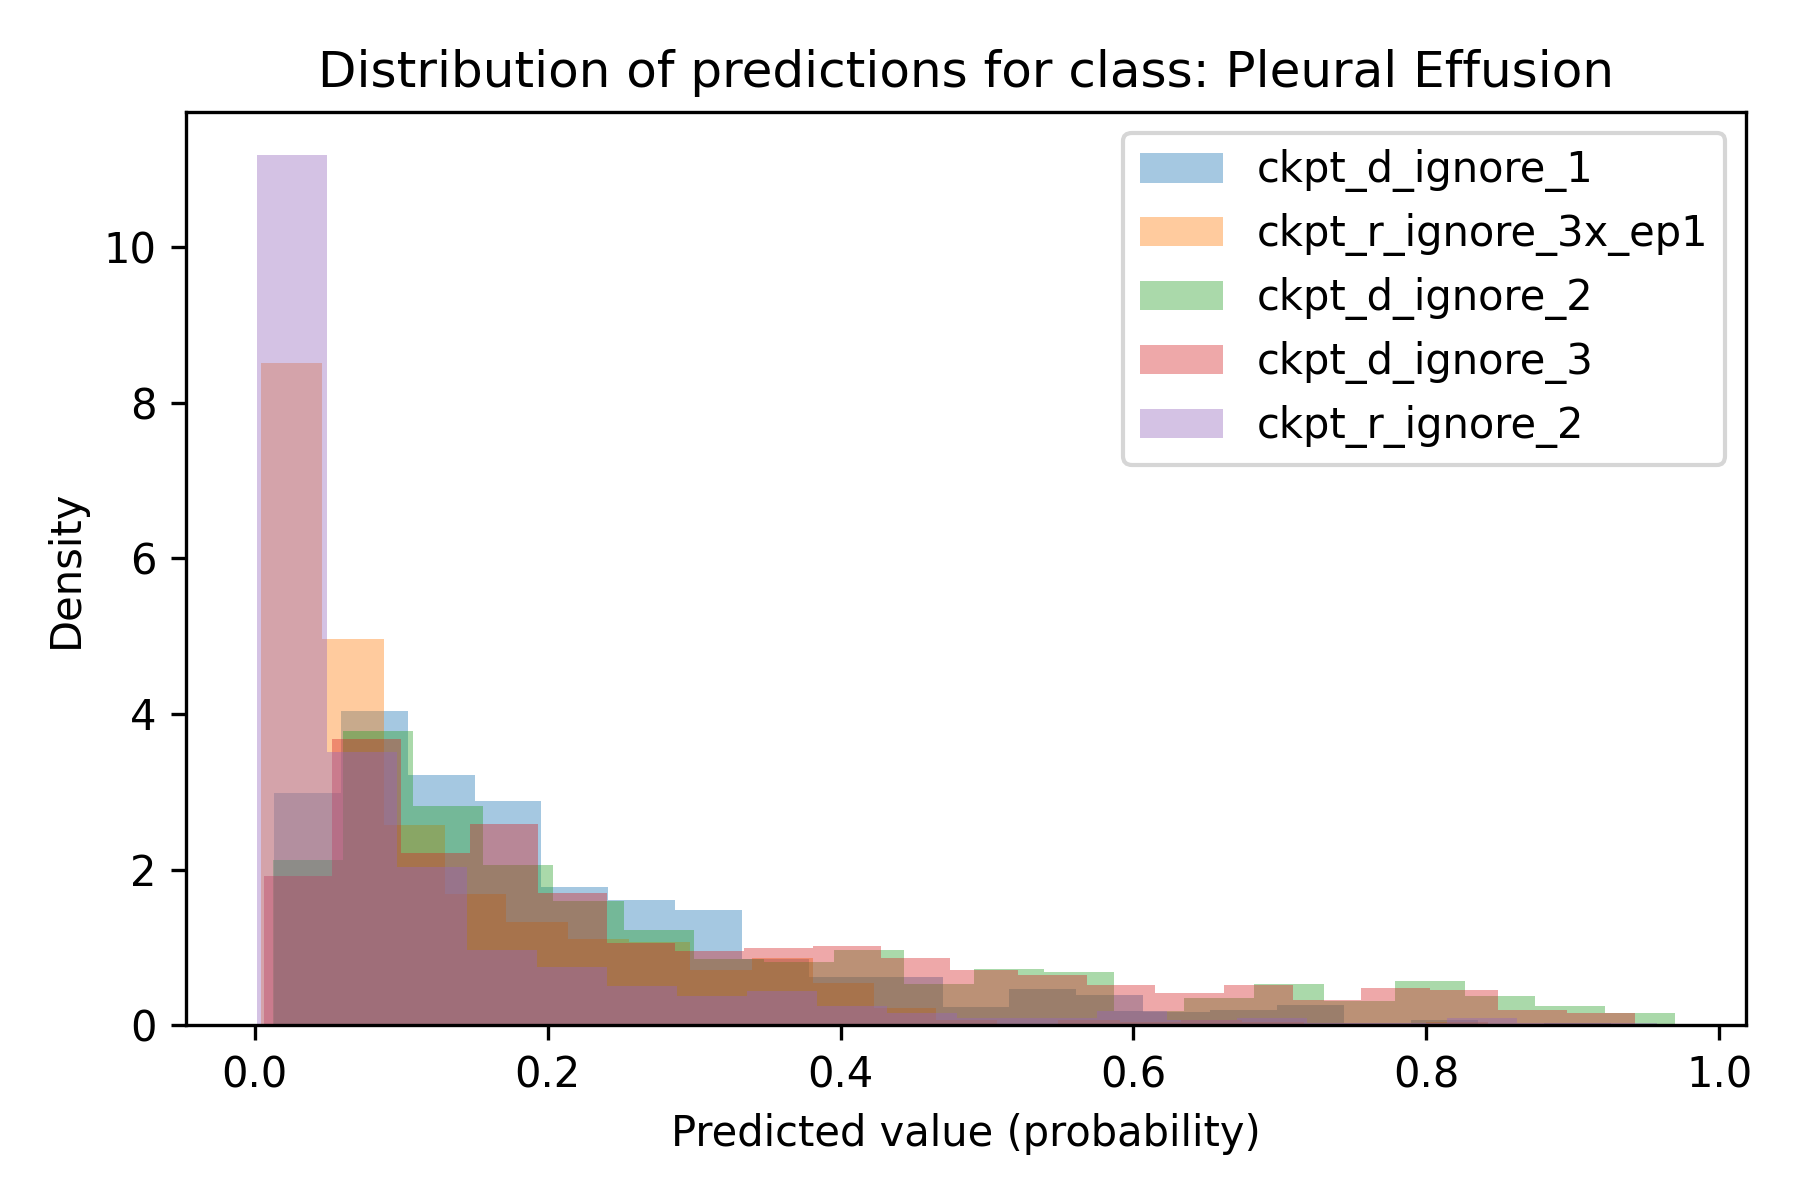 Distribution of predictions for class: Pleural Effusion
ckpt_d_ignore_1
ckpt_r_ignore_3x_ep1
ckpt_d_ignore_2
ckpt_d_ignore_3
ckpt_r_ignore_2
Density
10
8
6
4
2
0
0.0 0.2 0.4 0.6 0.8 1.0
Predicted value (probability)